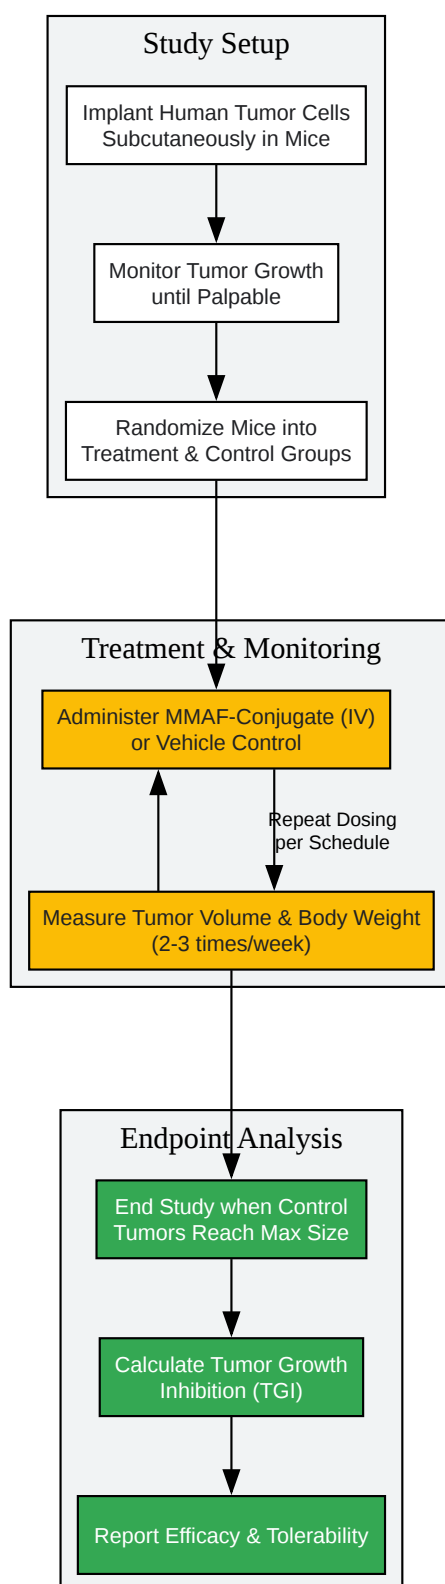 Study Setup
Implant Human Tumor Cells
Subcutaneously in Mice
Monitor Tumor Growth
until Palpable
Randomize Mice into
Treatment & Control Groups
Treatment & Monitoring
Administer MMAF-Conjugate (IV)
or Vehicle Control
Repeat Dosing
per Schedule
Measure Tumor Volume & Body Weight
(2-3 times/week)
Endpoint Analysis
End Study when Control
Tumors Reach Max Size
Calculate Tumor Growth
Inhibition (TGI)
Report Efficacy & Tolerability